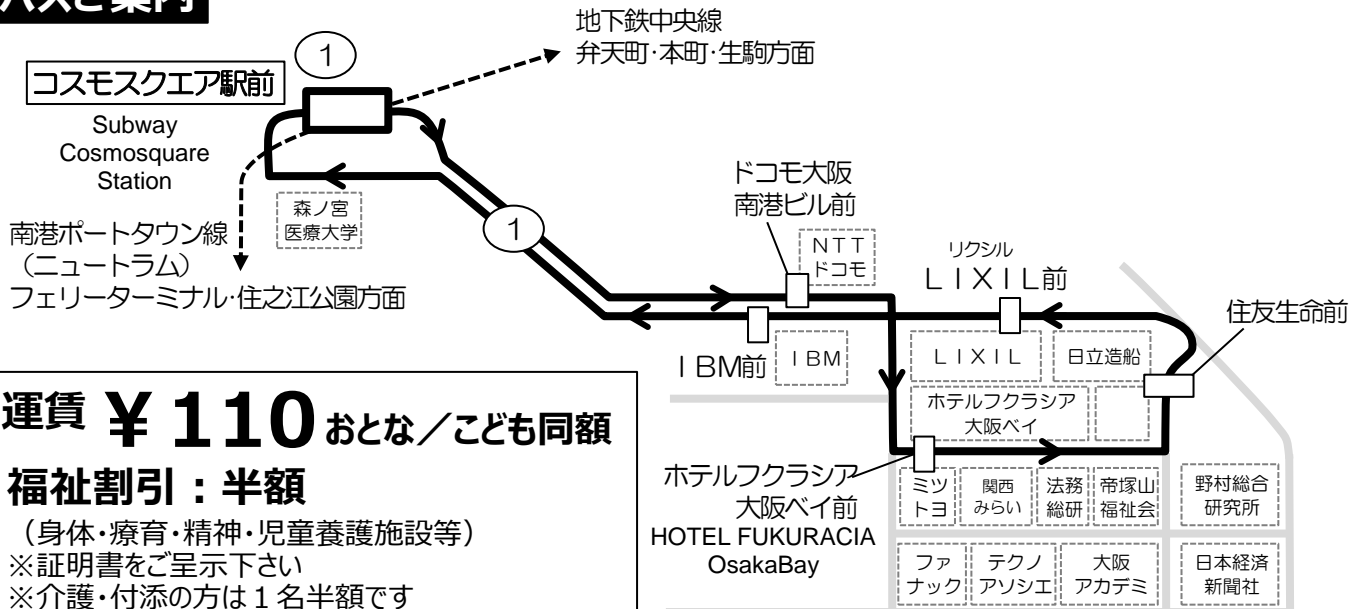 バスご案内
地下鉄中央線
弁天町・本町・生駒方面
1
コスモスクエア駅前
Subway
Cosmosquare
Station
森ノ宮
医療大学
南港ポートタウン線
（ニュートラム）
フェリーターミナル・住之江公園方面
1
ドコモ大阪
南港ビル前
ＮＴＴ
ドコモ
リクシル
ＬＩＸＩＬ前
住友生命前
ＩＢＭ前
ＩＢＭ
ＬＩＸＩＬ
日立造船
ホテルフクラシア
大阪ベイ
ホテルフクラシア
大阪ベイ前
HOTEL FUKURACIA
OsakaBay
ミツ
トヨ
関西
みらい
法務
総研
帝塚山
福祉会
野村総合
研究所
ファ
ナック
テクノ
アソシエ
大阪
アカデミ
日本経済
新聞社
運賃 ￥110 おとな／こども同額
福祉割引：半額
（身体・療育・精神・児童養護施設等）
※証明書をご呈示下さい
※介護・付添の方は１名半額です